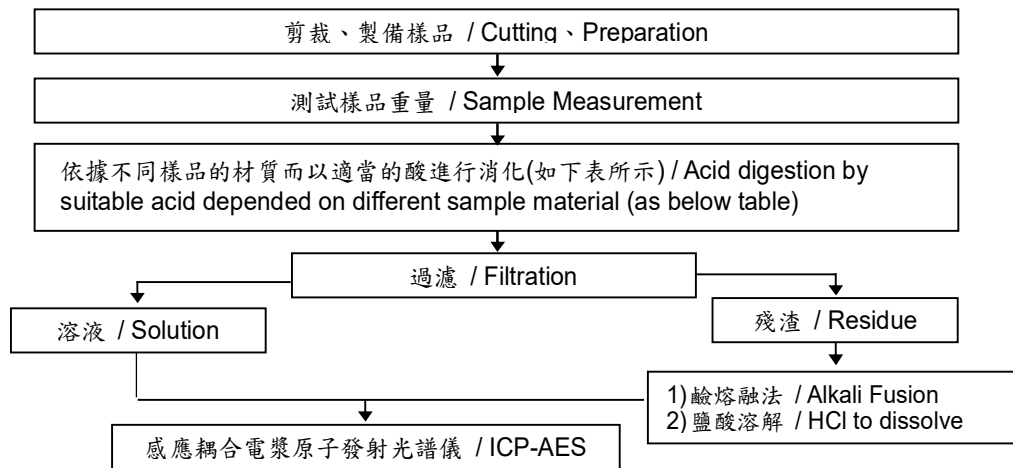 剪裁、製備樣品 / Cutting、Preparation
測試樣品重量 / Sample Measurement
依據不同樣品的材質而以適當的酸進行消化(如下表所示) / Acid digestion by
suitable acid depended on different sample material (as below table)
過濾 / Filtration
溶液 / Solution
殘渣 / Residue
1)鹼熔融法 / Alkali Fusion
2)鹽酸溶解 / HCl to dissolve
感應耦合電漿原子發射光譜儀 / ICP-AES